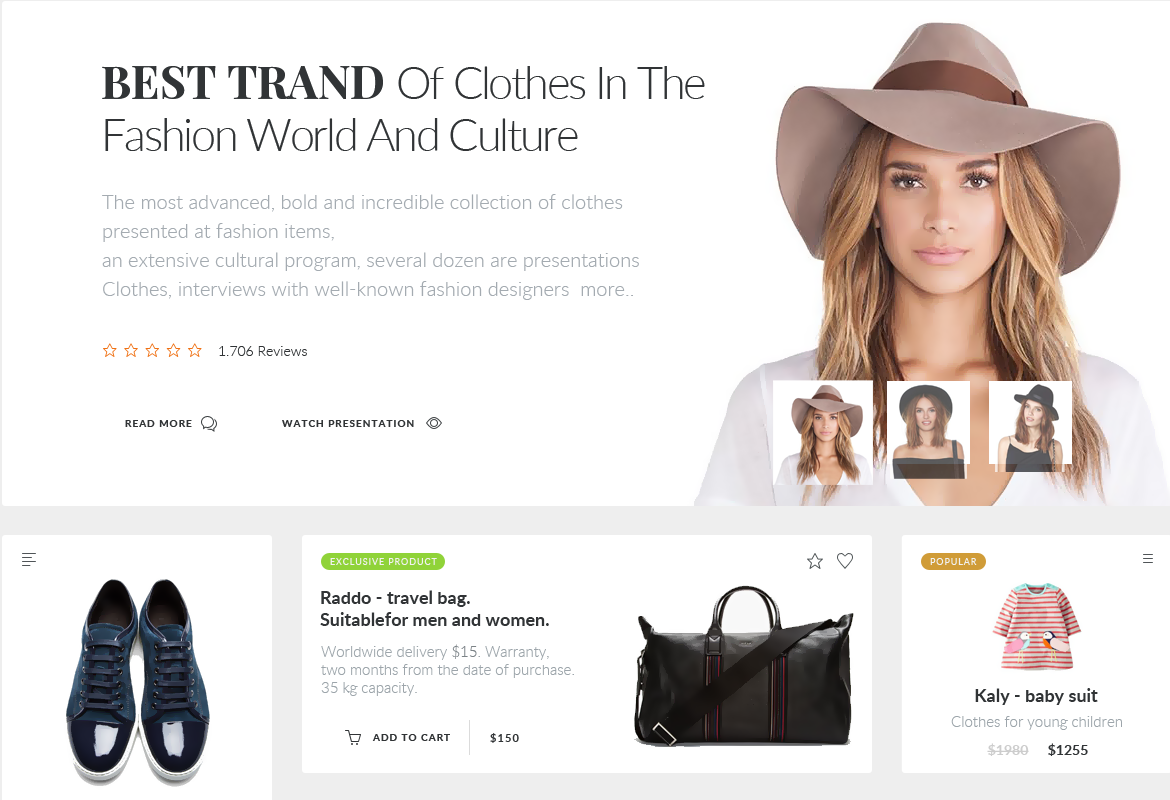 BEST TRAND Of Clothes In The
Fashion World And Culture
The most advanced, bold and incredible collection of clothes
presented at fashion items,
an extensive cultural program, several dozen are presentations
Clothes, interviews with well-known fashion designers  more..
1.706 Reviews
READ MORE
WATCH PRESENTATION
EXCLUSIVE PRODUCT
Raddo - travel bag.
Suitablefor men and women.
Worldwide delivery $15. Warranty,
two months from the date of purchase.
35 kg capacity.
ADD TO CART
$150
POPULAR
Kaly - baby suit
Clothes for young children
$1980 $1255